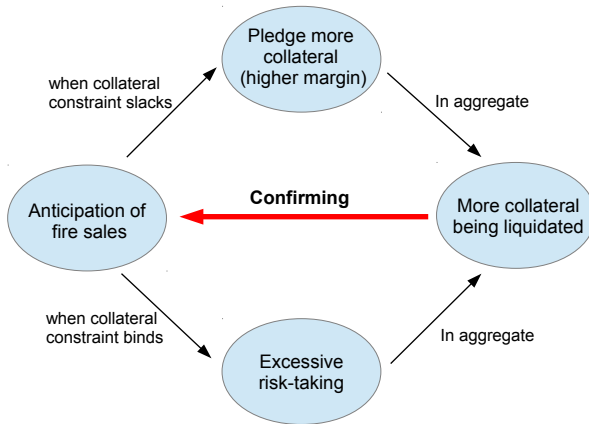 Pledge more
collateral
(higher margin)
when collateral
constraint slacks
In aggregate
Confirming
Anticipation of
fire sales
More collateral
being liquidated
when collateral
constraint binds
In aggregate
Excessive
risk-taking